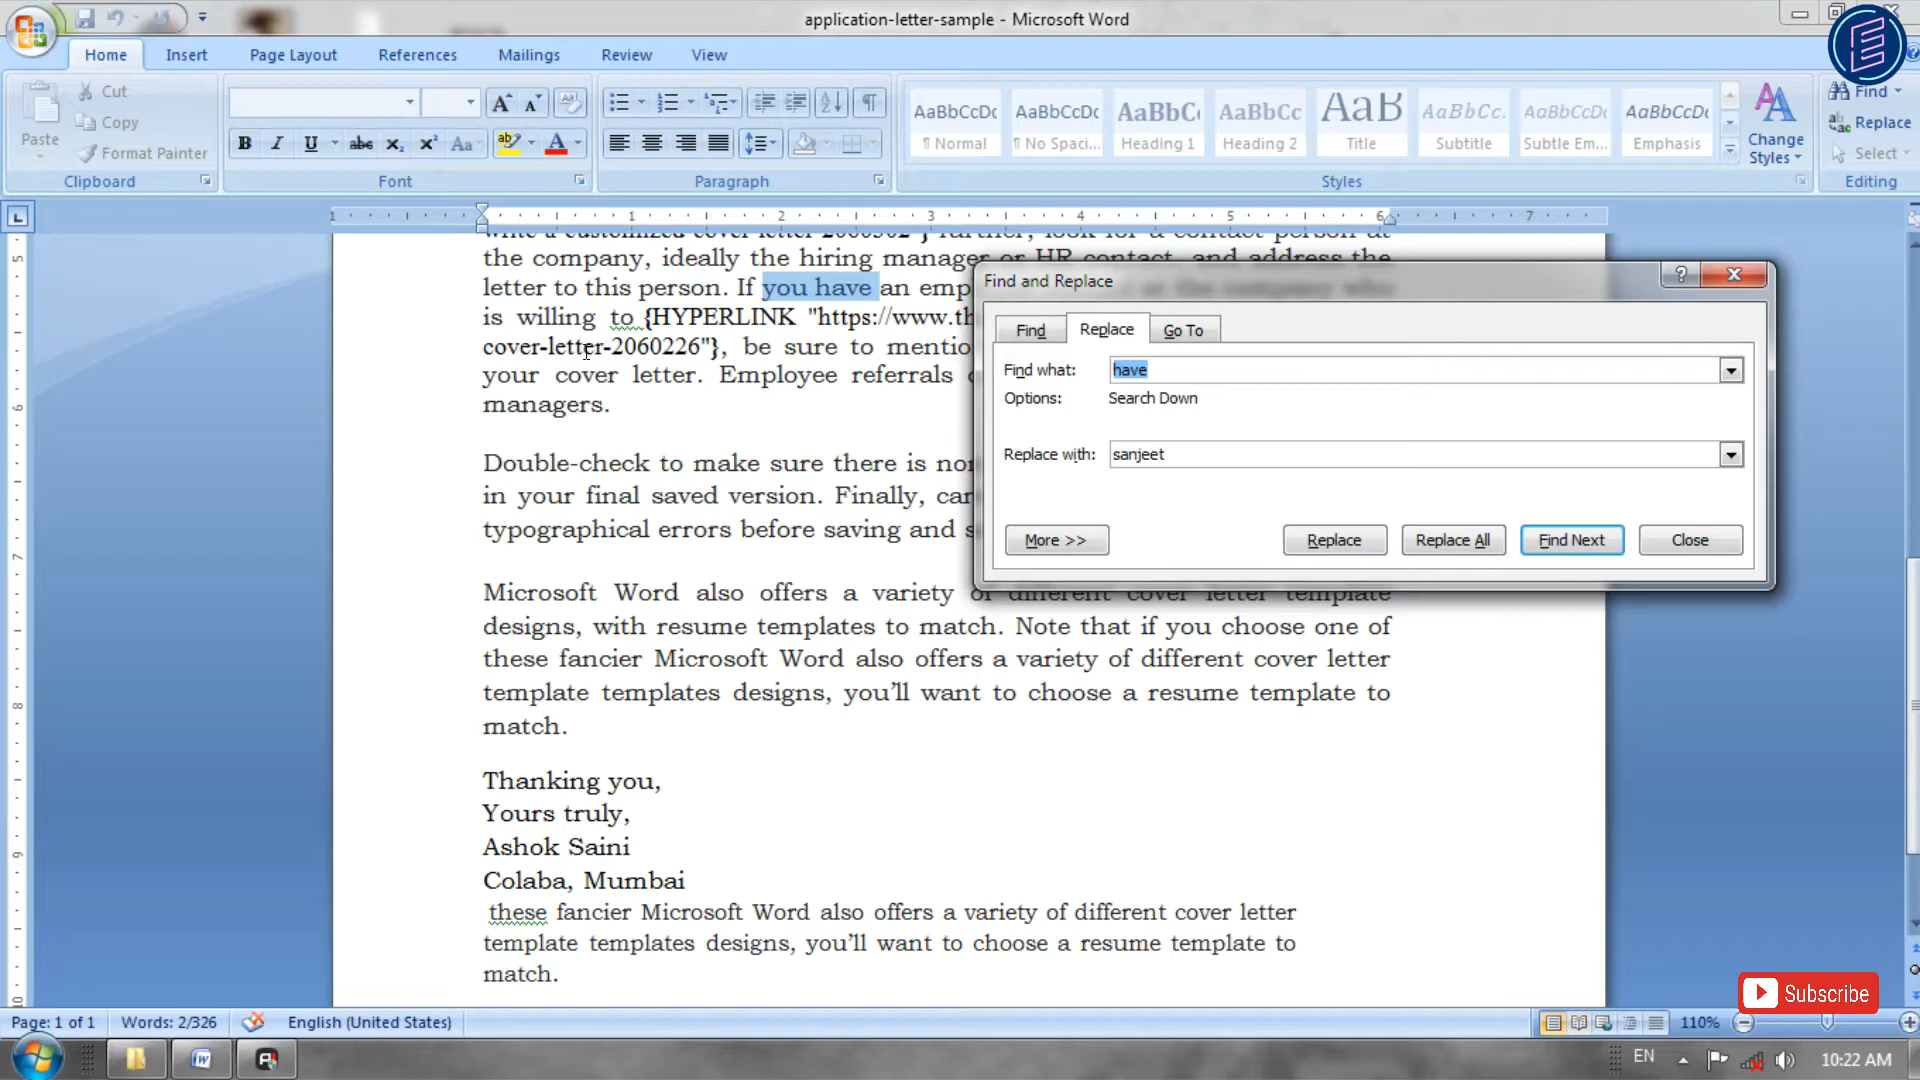 application-letter-sample - Microsoft Word
Home Insert Page Layout References Mailings Review View
Paste
Cut
Copy
Format Painter
Clipboard
Font
Paragraph
AaBbCcDc
¶ Normal
AaBbCcDc
¶ No Spaci...
AaBbC
Heading 1
AaBbCc
Heading 2
AaB
Title
AaBbCc.
Subtitle
AaBbCcDc
Subtle Em...
AaBbCcDc
Emphasis
Change
Styles
Styles
Find
Replace
Select
Editing
write a customized cover letter 2060302"} further, look for a contact person at
the company, ideally the hiring manager or HR contact, and address the
letter to this person. If you have an emp
is willing to {HYPERLINK "https://www.th
cover-letter-2060226"}, be sure to mentio
your cover letter. Employee referrals
managers.
Double-check to make sure there is no
in your final saved version. Finally, car
typographical errors before saving and s
Microsoft Word also offers a variety of different cover letter template
designs, with resume templates to match. Note that if you choose one of
these fancier Microsoft Word also offers a variety of different cover letter
template templates designs, you'll want to choose a resume template to
match.
Thanking you,
Yours truly,
Ashok Saini
Colaba, Mumbai
these fancier Microsoft Word also offers a variety of different cover letter
template templates designs, you'll want to choose a resume template to
match.
Find and Replace
Find Replace Go To
Find what: have
Options: Search Down
Replace with: sanjeet
More >> Replace Replace All Find Next Close
Subscribe
Page: 1 of 1 Words: 2/326 English (United States) 110%
EN 10:22 AM